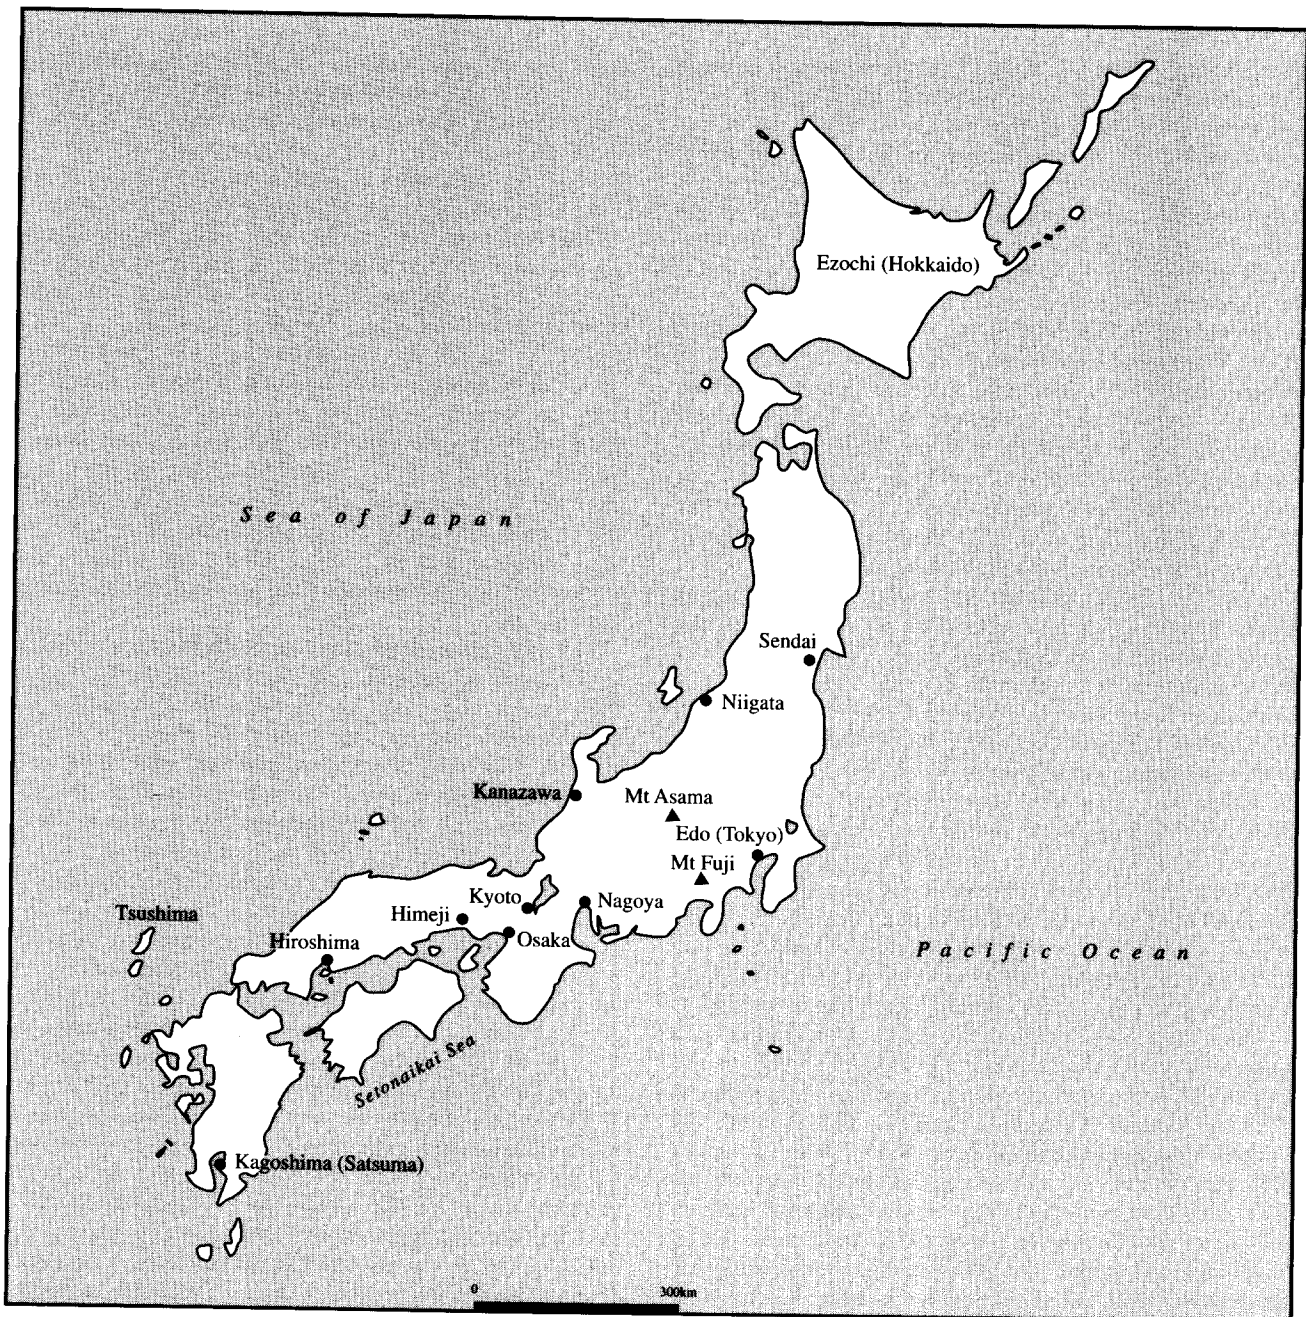 Ezochi (Hokkaido)
Sea of Japan
Sendai
Niigata
Kanazawa
Mt Asama
Edo (Tokyo)
Mt Fuji
Kyoto
Nagoya
Himeji
Tsushima
Osaka
Hiroshima
Pacific Ocean
Setonaikai Sea
Kagoshima (Satsuma)
0 300km